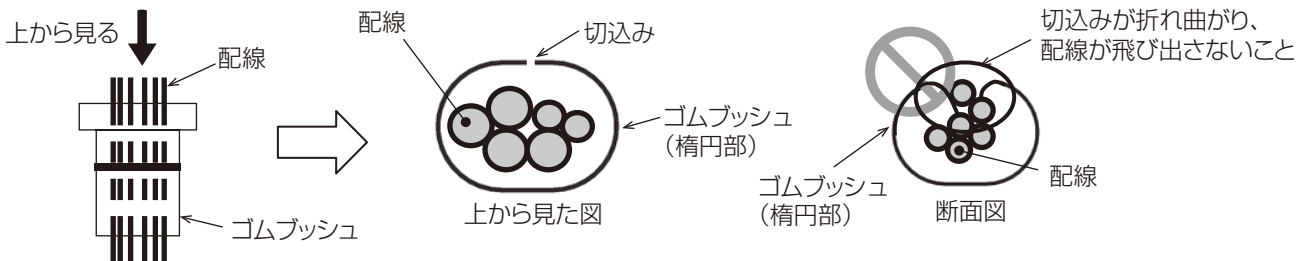 上から見る
配線
ゴムブッシュ
配線
切込み
ゴムブッシュ
（楕円部）
上から見た図
切込みが折れ曲がり、
配線が飛び出さないこと
ゴムブッシュ
（楕円部）
配線
断面図